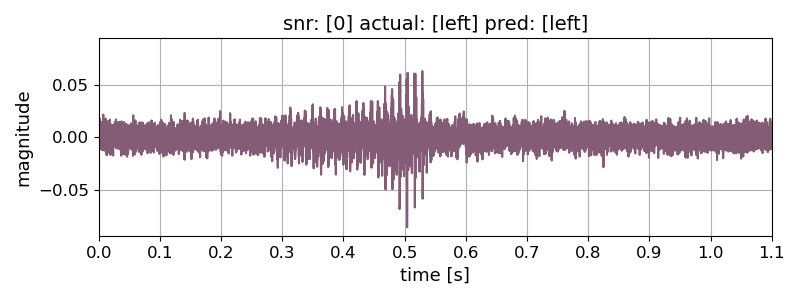 snr: [0] actual: [left] pred: [left]
magnitude
0.05
0.00
−0.05
0.0 0.1 0.2 0.3 0.4 0.5 0.6 0.7 0.8 0.9 1.0 1.1
time [s]